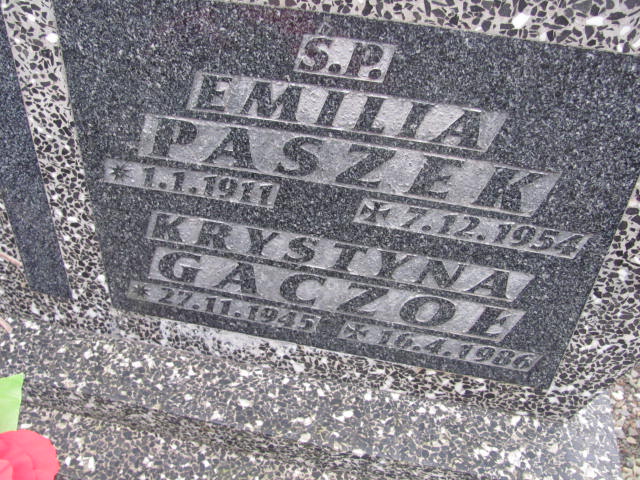 S.P.
EMILIA
PASZEK
* 1.1.1911 ✠ 7.12.1954
KRYSTYNA
GACZOŁ
* 27.11.1945 ✠ 16.4.1986